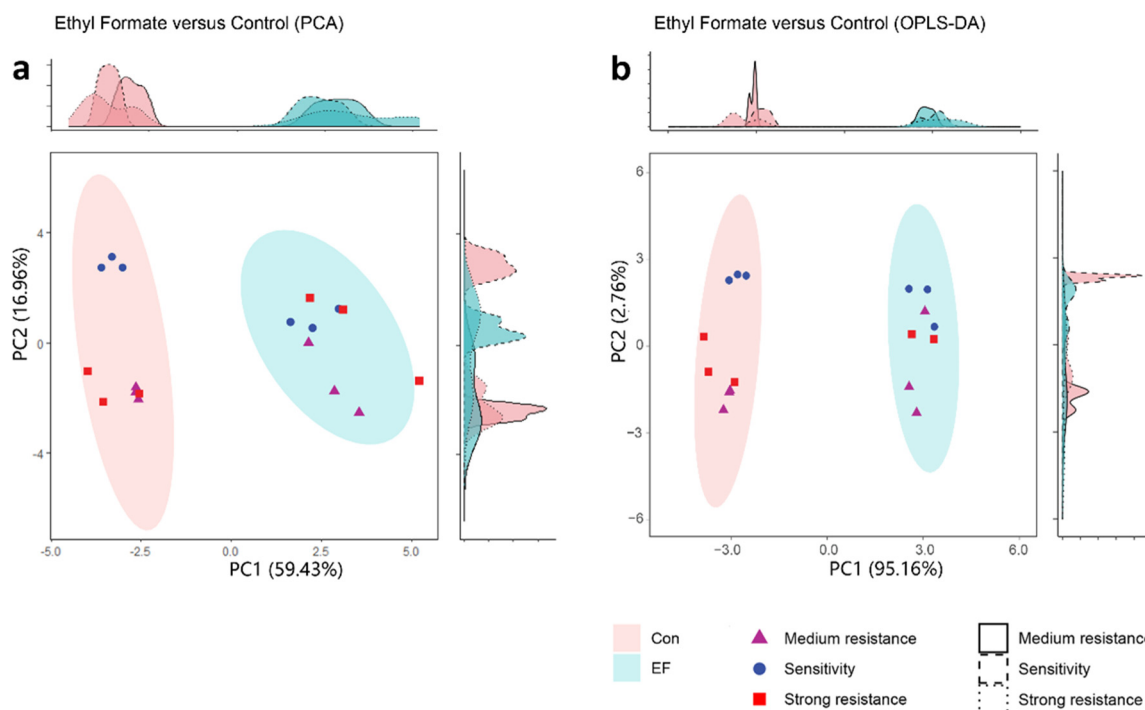 Ethyl Formate versus Control (PCA)
Ethyl Formate versus Control (OPLS-DA)
a
b
PC2 (16.96%)
4
0
-4
-5.0
-2.5
0.0
2.5
5.0
PC1 (59.43%)
PC2 (2.76%)
6
3
0
−3
−6
−3.0
0.0
3.0
6.0
PC1 (95.16%)
Con
EF
Medium resistance
Sensitivity
Strong resistance
Medium resistance
Sensitivity
Strong resistance